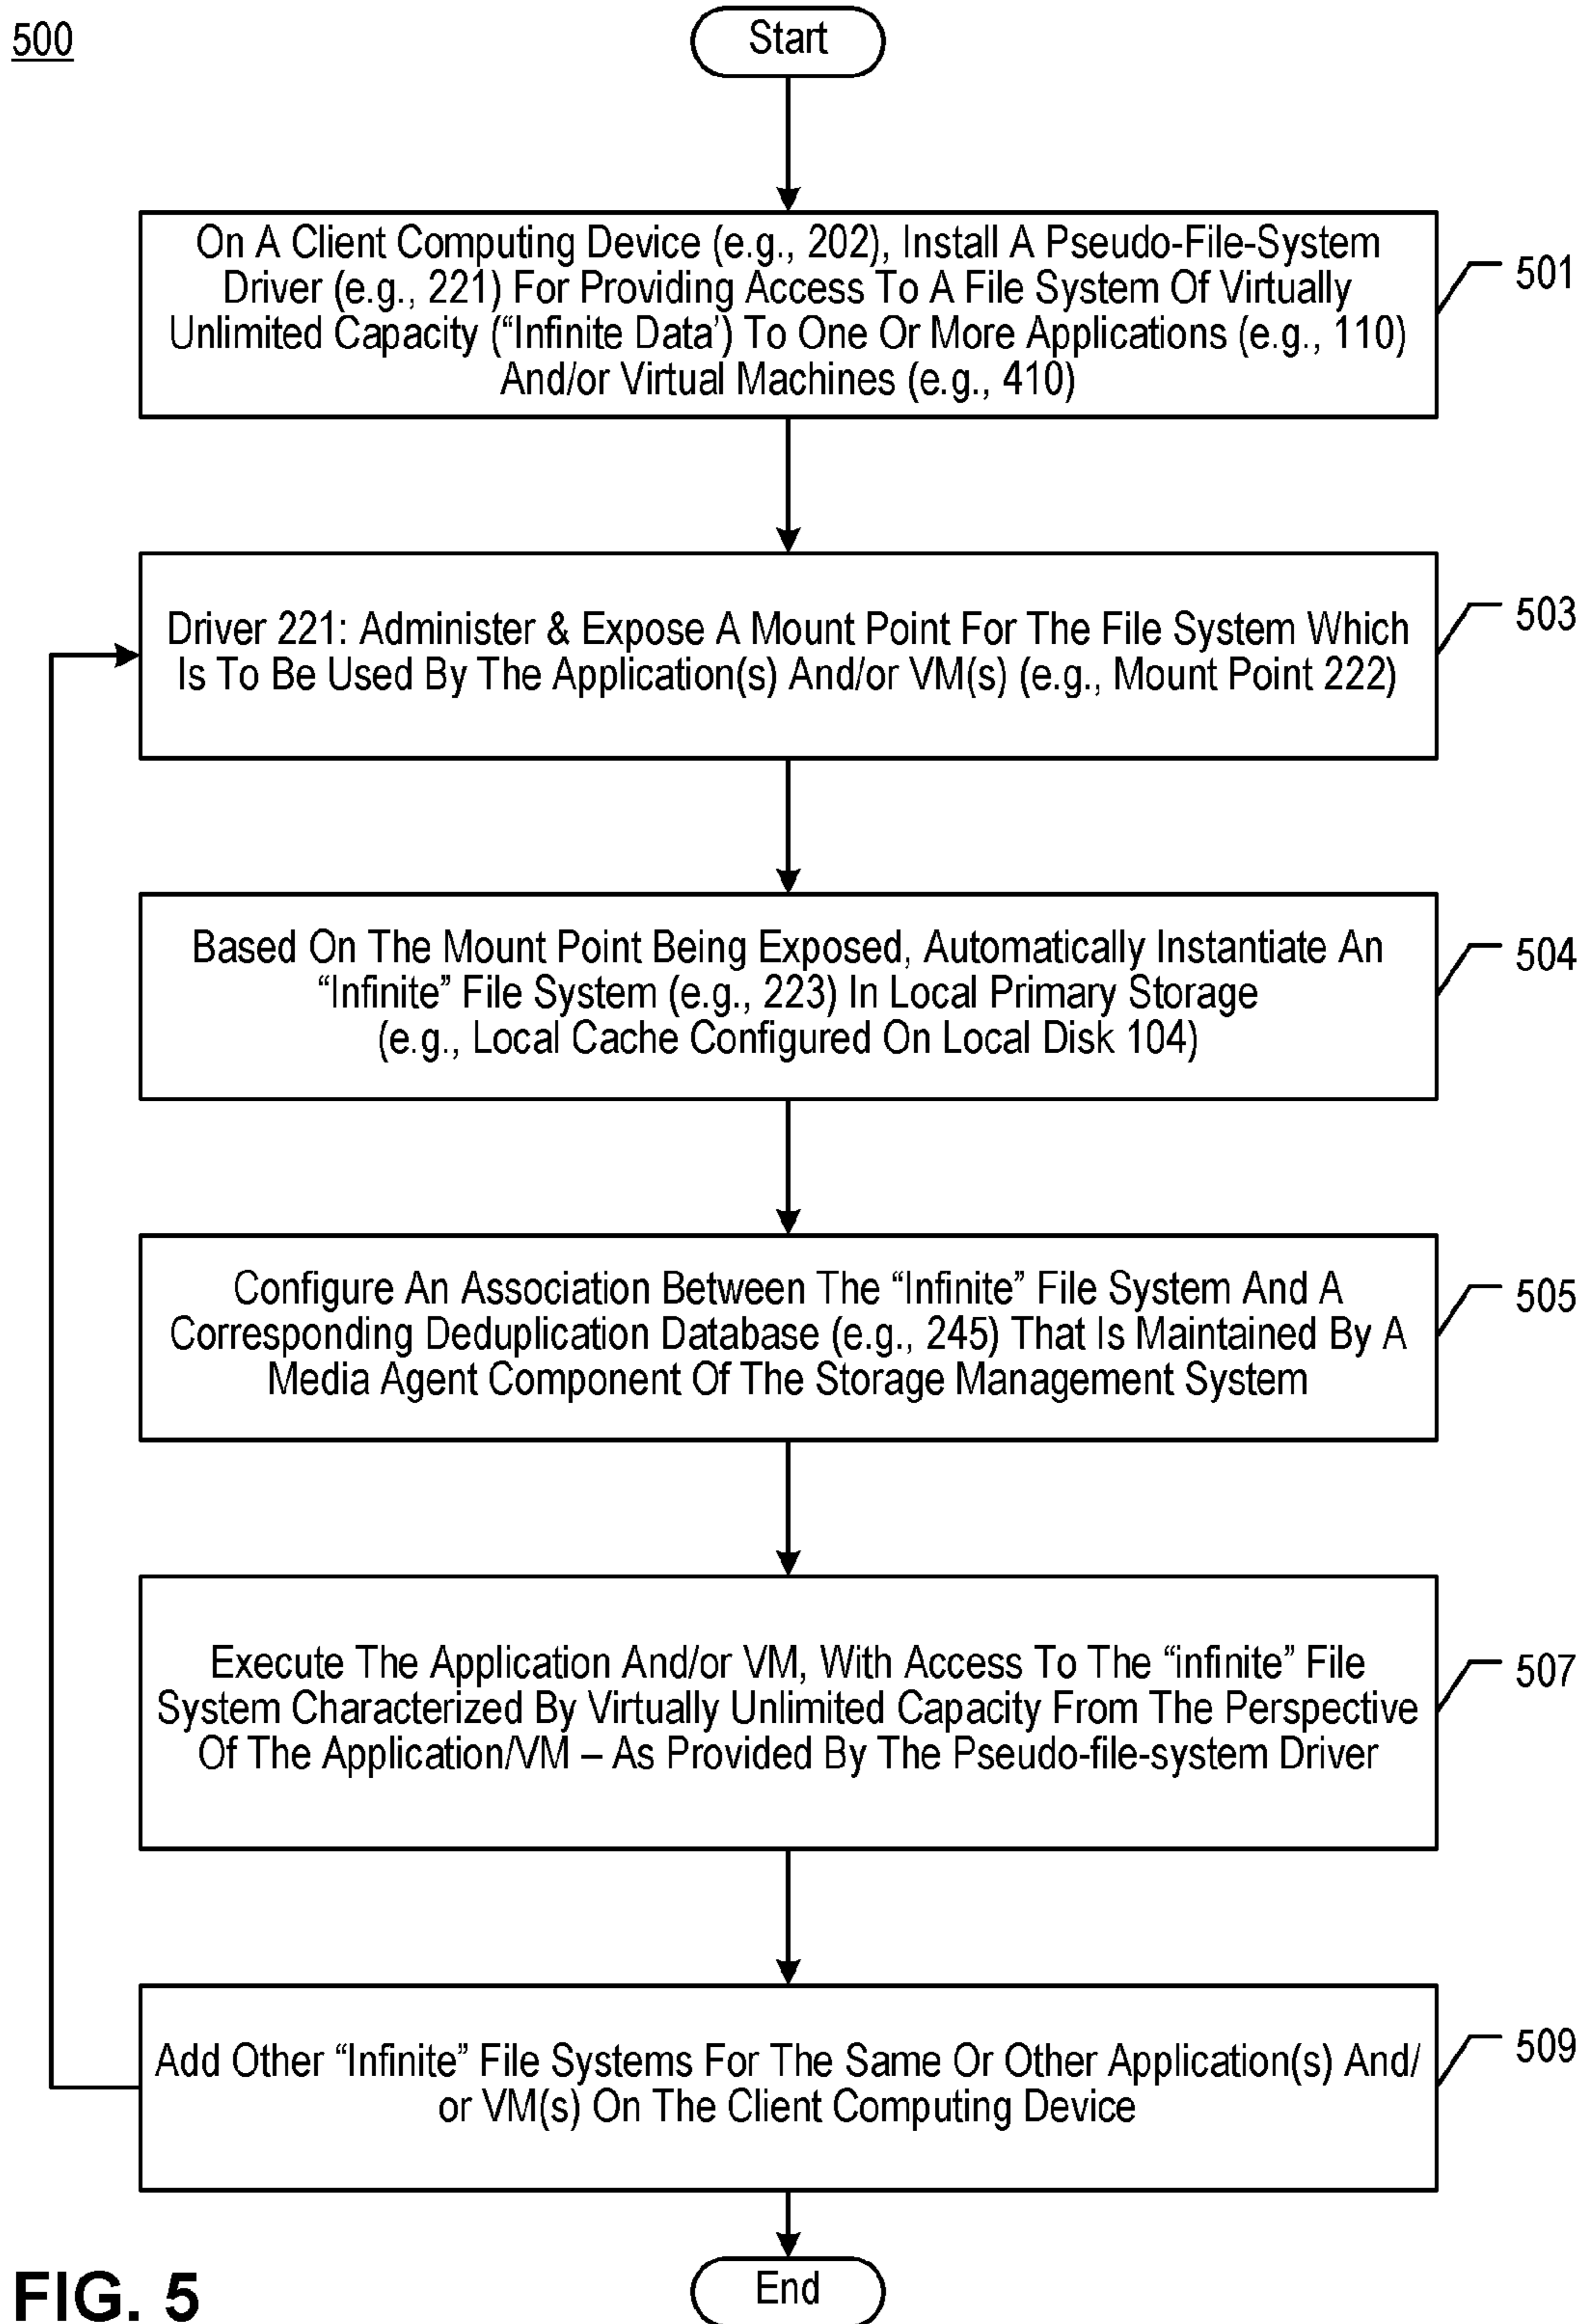 500
Start
On A Client Computing Device (e.g., 202), Install A Pseudo-File-System
Driver (e.g., 221) For Providing Access To A File System Of Virtually
Unlimited Capacity (“Infinite Data’) To One Or More Applications (e.g., 110)
And/or Virtual Machines (e.g., 410)
501
Driver 221: Administer & Expose A Mount Point For The File System Which
Is To Be Used By The Application(s) And/or VM(s) (e.g., Mount Point 222)
503
Based On The Mount Point Being Exposed, Automatically Instantiate An
“Infinite” File System (e.g., 223) In Local Primary Storage
(e.g., Local Cache Configured On Local Disk 104)
504
Configure An Association Between The “Infinite” File System And A
Corresponding Deduplication Database (e.g., 245) That Is Maintained By A
Media Agent Component Of The Storage Management System
505
Execute The Application And/or VM, With Access To The “infinite” File
System Characterized By Virtually Unlimited Capacity From The Perspective
Of The Application/VM – As Provided By The Pseudo-file-system Driver
507
Add Other “Infinite” File Systems For The Same Or Other Application(s) And/
or VM(s) On The Client Computing Device
509
End
FIG. 5